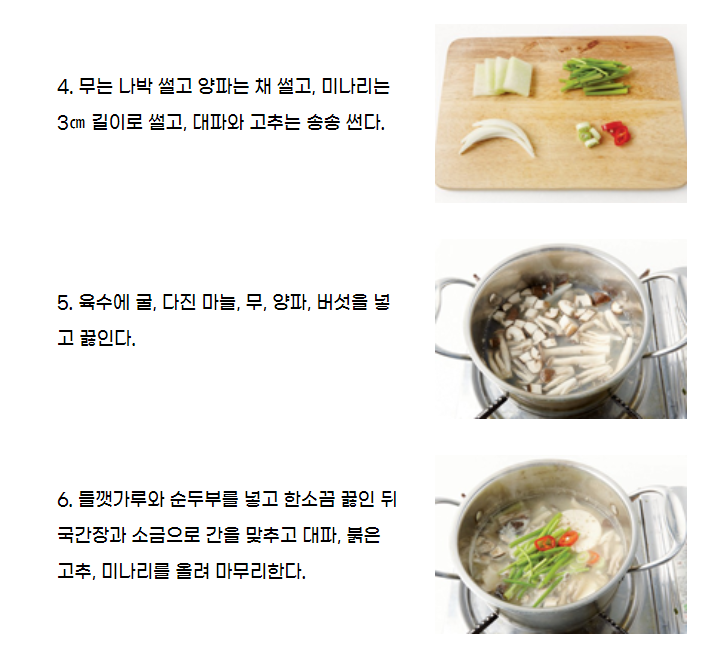 4. 무는 나박 썰고 양파는 채 썰고, 미나리는
3㎝ 길이로 썰고, 대파와 고추는 송송 썬다.
5. 육수에 굴, 다진 마늘, 무, 양파, 버섯을 넣
고 끓인다.
6. 들깻가루와 순두부를 넣고 한소끔 끓인 뒤
국간장과 소금으로 간을 맞추고 대파, 붉은
고추, 미나리를 올려 마무리한다.